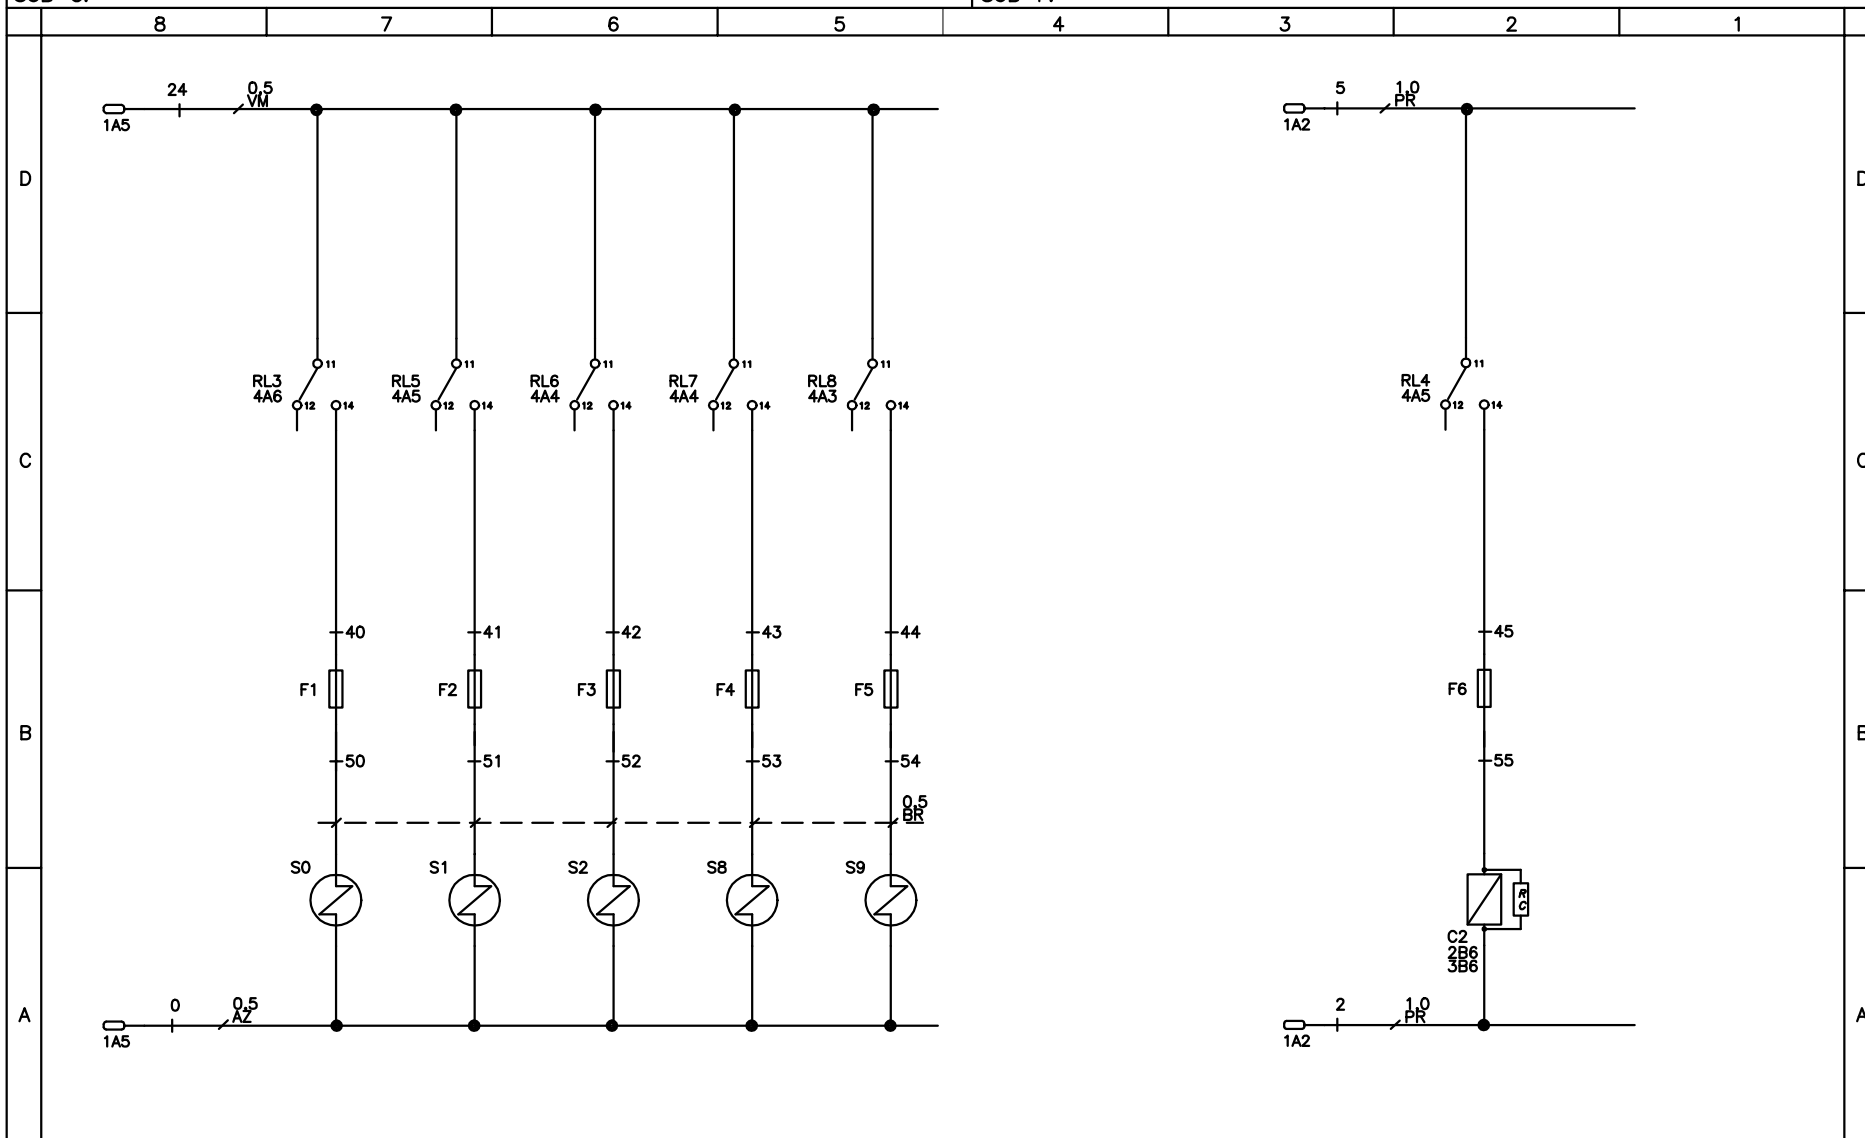 8 7 6 5 4 3 2 1
24 0,5 5 1,0
VM PR
1A5 1A2
D D
11 11 11 11 11 11
RL3 RL5 RL6 RL7 RL8 RL4
4A6 4A5 4A4 4A4 4A3 4A5
12 14 12 14 12 14 12 14 12 14 12 14
C
40 41 42 43 44 45
F1 F2 F3 F4 F5 F6
B
50 51 52 53 54 55
0,5
BR
S0 S1 S2 S8 S9
RC
C2
2B6
3B6
0 0,5 2 1,0
A AZ PR A
1A5 1A2